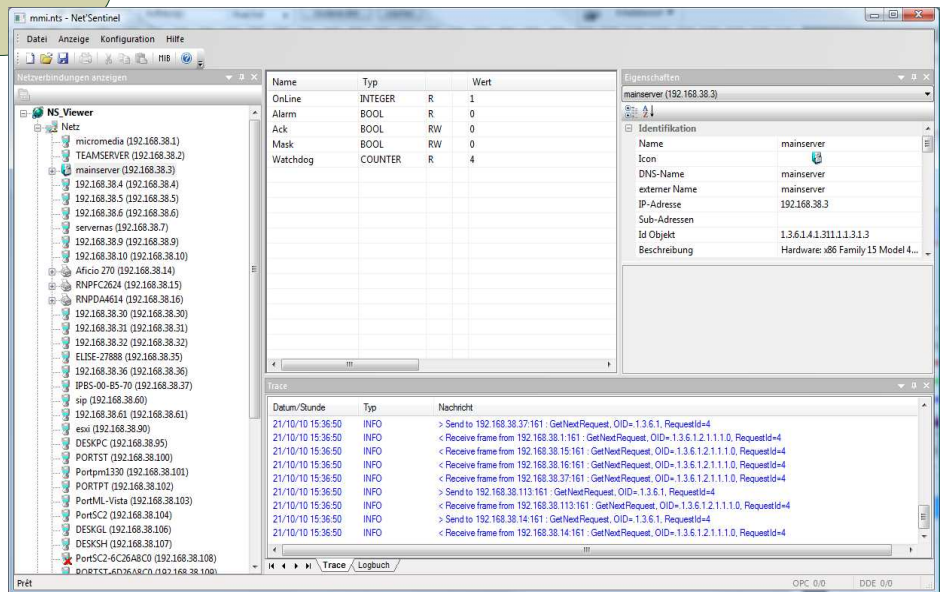 mmi.nts - Net'Sentinel
Datei Anzeige Konfiguration Hilfe
MIB
Netzverbindungen anzeigen
NS_Viewer
Netz
micromedia (192.168.38.1)
TEAMSERVER (192.168.38.2)
mainserver (192.168.38.3)
192.168.38.4 (192.168.38.4)
192.168.38.5 (192.168.38.5)
192.168.38.6 (192.168.38.6)
servernas (192.168.38.7)
192.168.38.9 (192.168.38.9)
192.168.38.10 (192.168.38.10)
Aficio 270 (192.168.38.14)
RNPFC2624 (192.168.38.15)
RNPDA4614 (192.168.38.16)
192.168.38.30 (192.168.38.30)
192.168.38.31 (192.168.38.31)
192.168.38.32 (192.168.38.32)
ELISE-27888 (192.168.38.35)
192.168.38.36 (192.168.38.36)
IPBS-00-B5-70 (192.168.38.37)
sip (192.168.38.60)
192.168.38.61 (192.168.38.61)
esxi (192.168.38.90)
DESKPC (192.168.38.95)
PORTST (192.168.38.100)
Portpm1330 (192.168.38.101)
PORTPT (192.168.38.102)
PortML-Vista (192.168.38.103)
PortSC2 (192.168.38.104)
DESKGL (192.168.38.106)
DESKSH (192.168.38.107)
PortSC2-6C26A8C0 (192.168.38.108)
PORTST-6D26A8C0 (192.168.38.109)
Name Typ Wert
OnLine INTEGER R 1
Alarm BOOL R 0
Ack BOOL RW 0
Mask BOOL RW 0
Watchdog COUNTER R 4
Eigenschaften
mainserver (192.168.38.3)
Identifikation
Name mainserver
Icon
DNS-Name mainserver
externer Name mainserver
IP-Adresse 192.168.38.3
Sub-Adressen
Id Objekt 1.3.6.1.4.1.311.1.1.3.1.3
Beschreibung Hardware: x86 Family 15 Model 4...
Trace
Datum/Stunde Typ Nachricht
21/10/10 15:36:50 INFO > Send to 192.168.38.37:161 : GetNextRequest, OID=.1.3.6.1, RequestId=4
21/10/10 15:36:50 INFO < Receive frame from 192.168.38.1:161 : GetNextRequest, OID=.1.3.6.1.2.1.1.1.0, RequestId=4
21/10/10 15:36:50 INFO < Receive frame from 192.168.38.15:161 : GetNextRequest, OID=.1.3.6.1.2.1.1.1.0, RequestId=4
21/10/10 15:36:50 INFO < Receive frame from 192.168.38.16:161 : GetNextRequest, OID=.1.3.6.1.2.1.1.1.0, RequestId=4
21/10/10 15:36:50 INFO < Receive frame from 192.168.38.37:161 : GetNextRequest, OID=.1.3.6.1.2.1.1.1.0, RequestId=4
21/10/10 15:36:50 INFO > Send to 192.168.38.113:161 : GetNextRequest, OID=.1.3.6.1, RequestId=4
21/10/10 15:36:50 INFO < Receive frame from 192.168.38.113:161 : GetNextRequest, OID=.1.3.6.1.2.1.1.1.0, RequestId=4
21/10/10 15:36:50 INFO > Send to 192.168.38.14:161 : GetNextRequest, OID=.1.3.6.1, RequestId=4
21/10/10 15:36:50 INFO < Receive frame from 192.168.38.14:161 : GetNextRequest, OID=.1.3.6.1.2.1.1.1.0, RequestId=4
Trace Logbuch
Prêt OPC 0/0 DDE 0/0